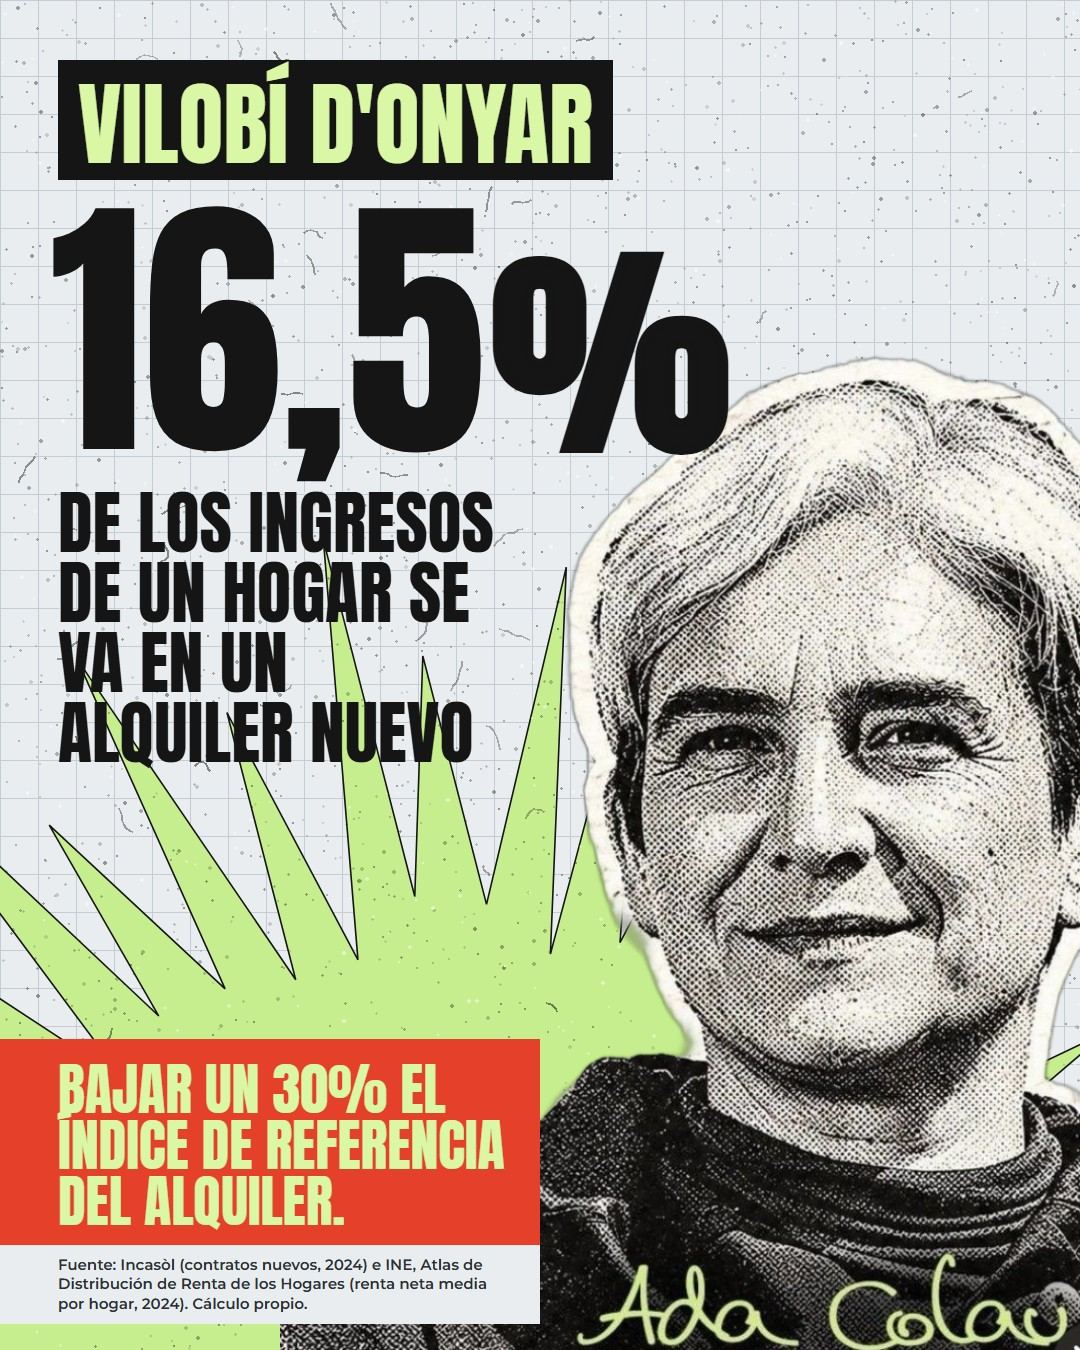 VILOBÍ D'ONYAR
16,5%
DE LOS INGRESOS
DE UN HOGAR SE
VA EN UN
ALQUILER NUEVO
BAJAR UN 30% EL
ÍNDICE DE REFERENCIA
DEL ALQUILER.
Fuente: Incasòl (contratos nuevos, 2024) e INE, Atlas de
Distribución de Renta de los Hogares (renta neta media
por hogar, 2024). Cálculo propio.
Ada Colau